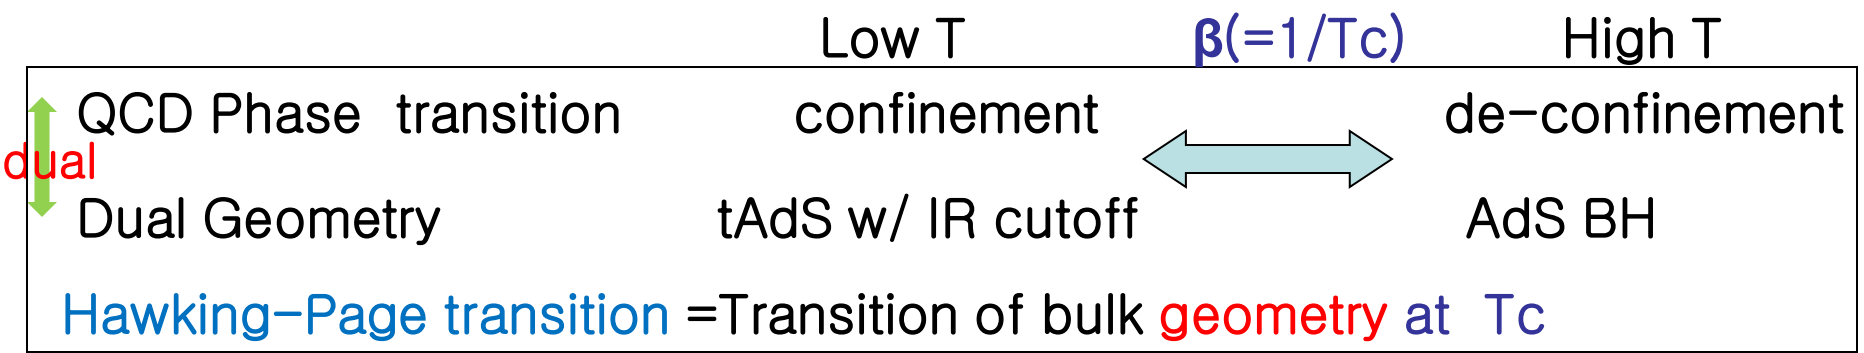 Low T β(=1/Tc) High T
QCD Phase transition confinement de-confinement
dual
Dual Geometry tAdS w/ IR cutoff AdS BH
Hawking-Page transition =Transition of bulk geometry at Tc